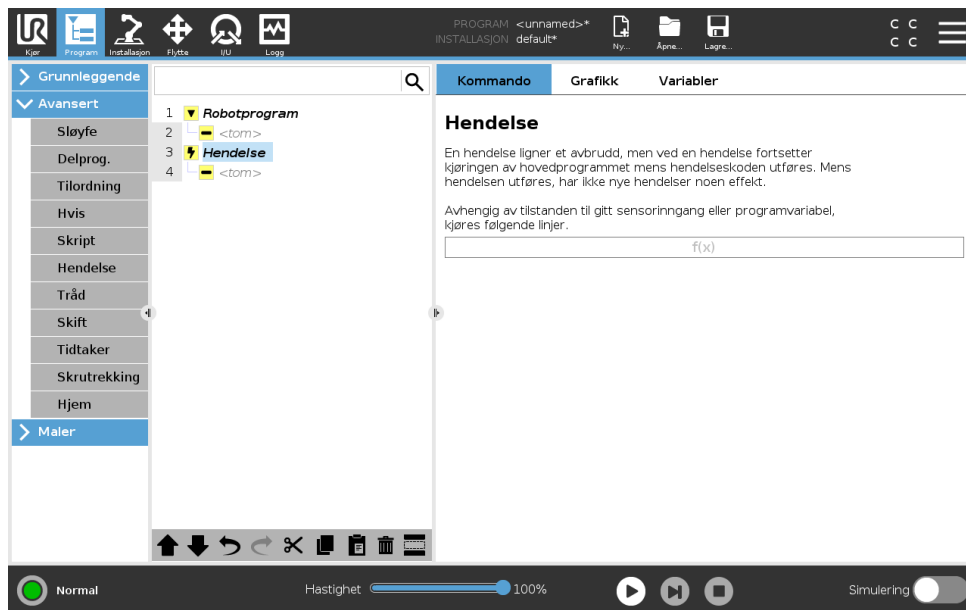 PROGRAM <unnamed>*
INSTALLASJON default*
Kjør Program Installasjon Flytte I/U Logg Ny... Åpne... Lagre...
C C
C C
Grunnleggende
Avansert
Sløyfe
Delprog.
Tilordning
Hvis
Skript
Hendelse
Tråd
Skift
Tidtaker
Skrutrekking
Hjem
Maler
1 Robotprogram
2 <tom>
3 Hendelse
4 <tom>
Kommando Grafikk Variabler
Hendelse
En hendelse ligner et avbrudd, men ved en hendelse fortsetter
kjøringen av hovedprogrammet mens hendelseskoden utføres. Mens
hendelsen utføres, har ikke nye hendelser noen effekt.
Avhengig av tilstanden til gitt sensorinngang eller programvariabel,
kjøres følgende linjer.
f(x)
Normal Hastighet 100% Simulering